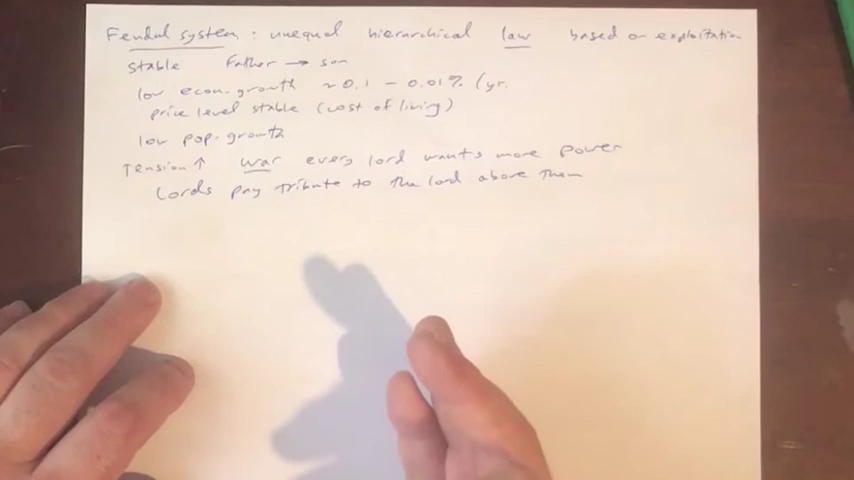 Feudal system : unequal hierarchical law based on exploitation
stable Father → son
low econ. growth ~ 0.1 - 0.01% / yr.
price level stable (cost of living)
low pop. growth
Tension ↑ war every lord wants more power
Lords pay tribute to the lord above them